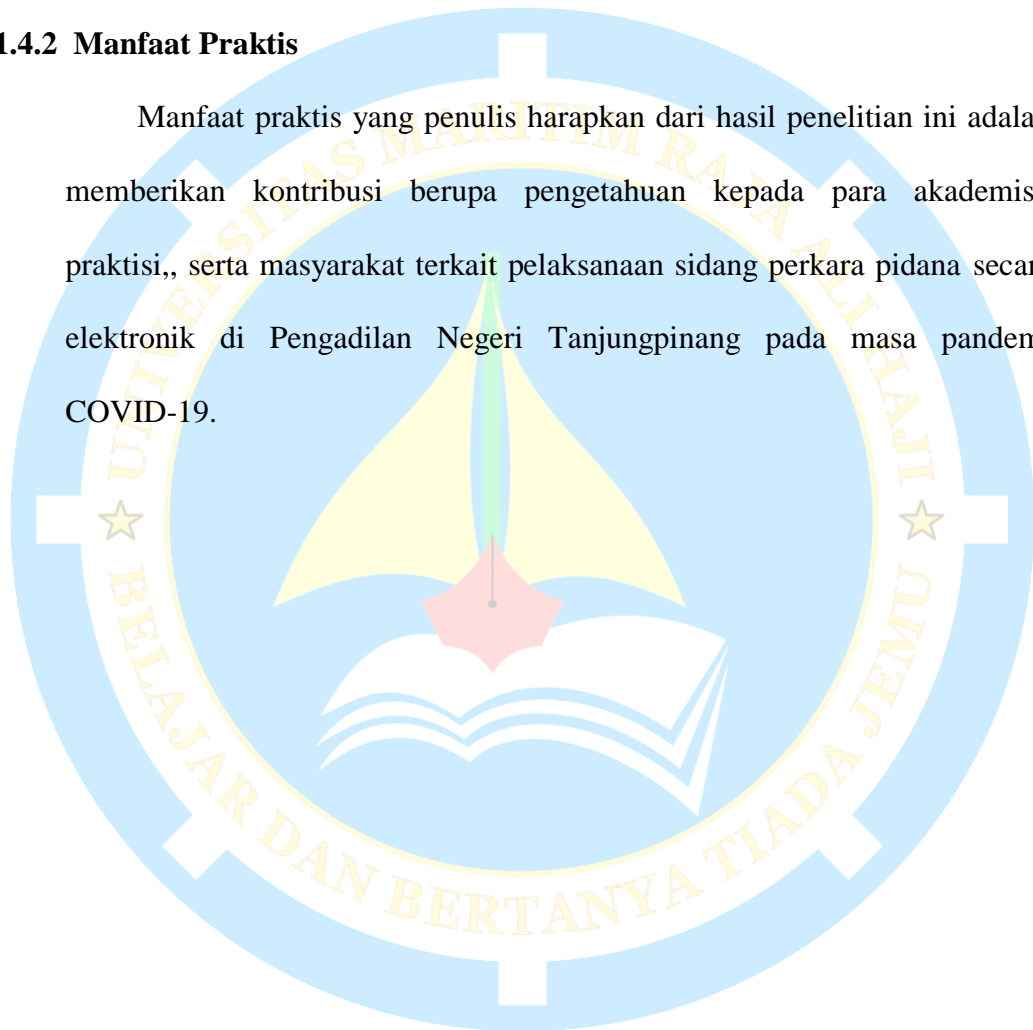 1.4.2 Manfaat Praktis
Manfaat praktis yang penulis harapkan dari hasil penelitian ini adala
memberikan kontribusi berupa pengetahuan kepada para akademis
praktisi,, serta masyarakat terkait pelaksanaan sidang perkara pidana secar
elektronik di Pengadilan Negeri Tanjungpinang pada masa pandem
COVID-19.
UNIVERSITAS MARITIM RAJA ALI HAJI
BELAJAR DAN BERTANYA TIADA JEMU